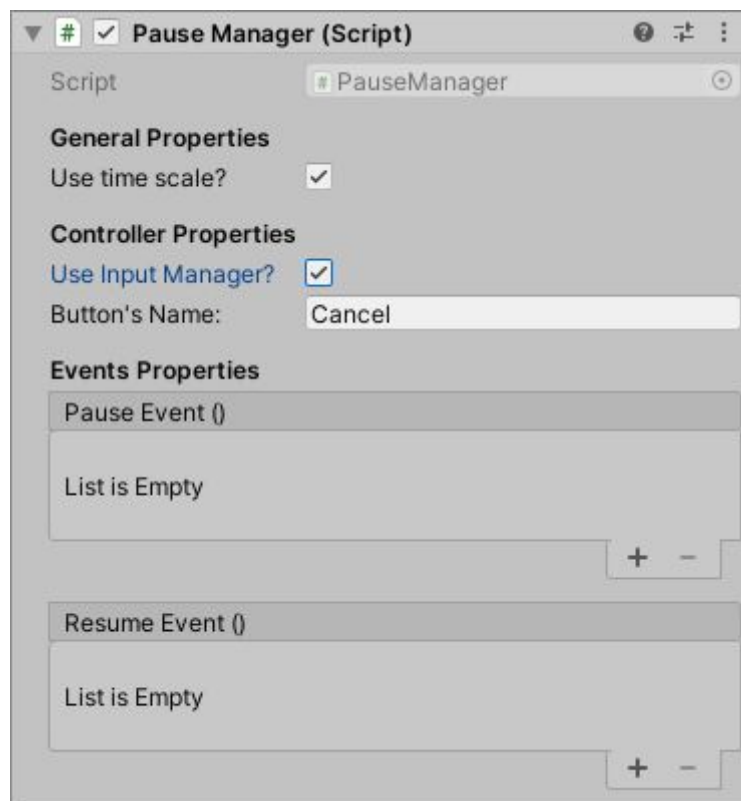 Pause Manager (Script)
Script # PauseManager
General Properties
Use time scale?
Controller Properties
Use Input Manager?
Button's Name: Cancel
Events Properties
Pause Event ()
List is Empty
+ −
Resume Event ()
List is Empty
+ −